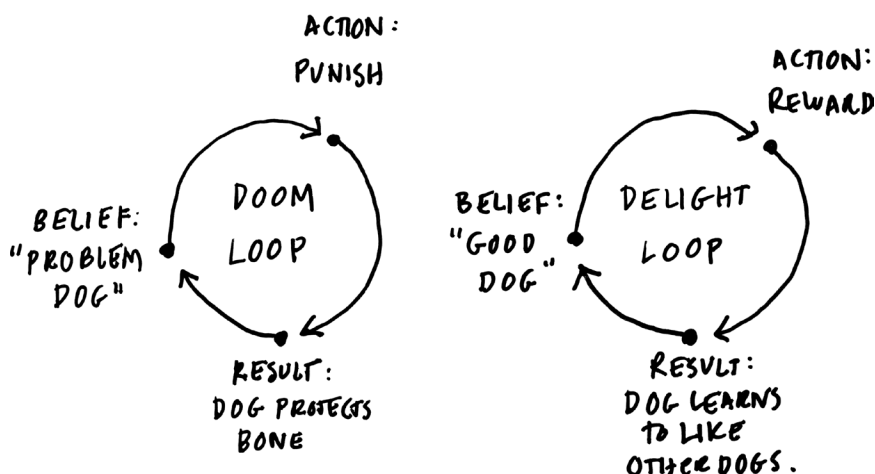 ACTION:
PUNISH
DOOM
LOOP
BELIEF:
"PROBLEM
DOG"
RESULT:
DOG PROTECTS
BONE
ACTION:
REWARD
DELIGHT
LOOP
BELIEF:
"GOOD
DOG"
RESULT:
DOG LEARNS
TO LIKE
OTHER DOGS.